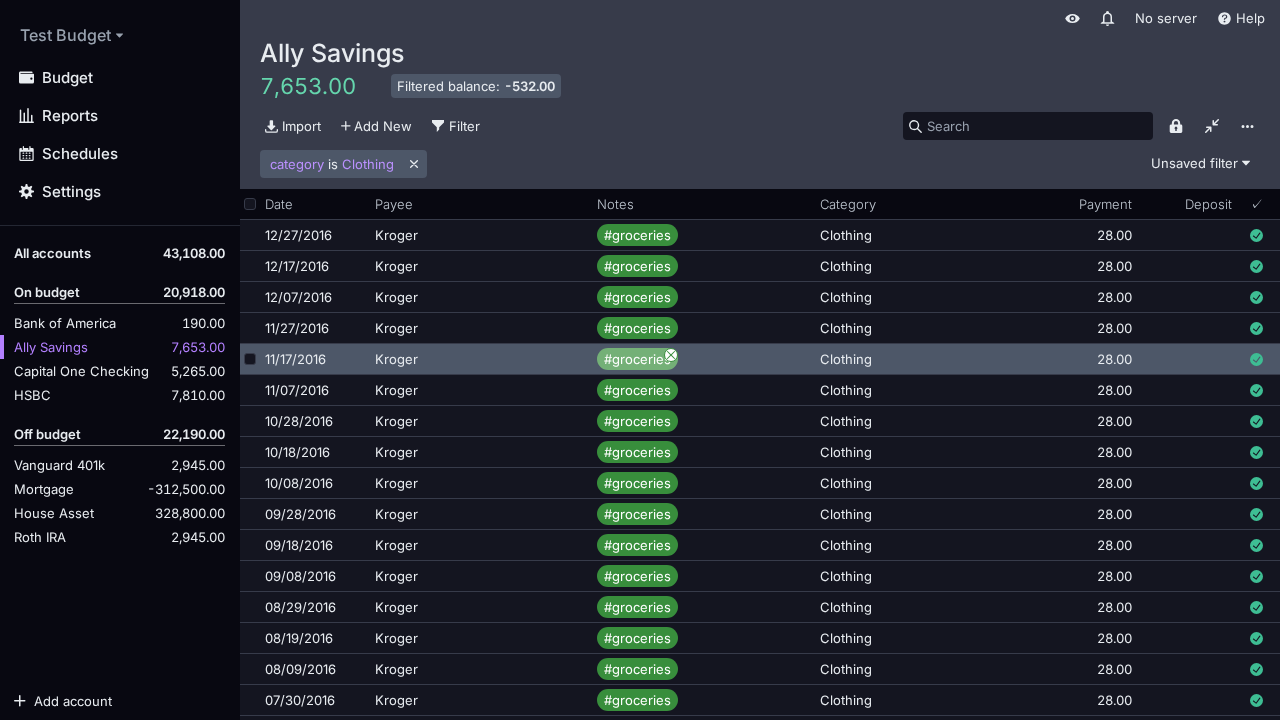 Test Budget
Budget
Reports
Schedules
Settings
All accounts 43,108.00
On budget 20,918.00
Bank of America 190.00
Ally Savings 7,653.00
Capital One Checking 5,265.00
HSBC 7,810.00
Off budget 22,190.00
Vanguard 401k 2,945.00
Mortgage -312,500.00
House Asset 328,800.00
Roth IRA 2,945.00
Add account
No server Help
Ally Savings
7,653.00 Filtered balance: -532.00
Import Add New Filter Search
category is Clothing Unsaved filter
Date Payee Notes Category Payment Deposit ✓
12/27/2016 Kroger #groceries Clothing 28.00
12/17/2016 Kroger #groceries Clothing 28.00
12/07/2016 Kroger #groceries Clothing 28.00
11/27/2016 Kroger #groceries Clothing 28.00
11/17/2016 Kroger #groceries Clothing 28.00
11/07/2016 Kroger #groceries Clothing 28.00
10/28/2016 Kroger #groceries Clothing 28.00
10/18/2016 Kroger #groceries Clothing 28.00
10/08/2016 Kroger #groceries Clothing 28.00
09/28/2016 Kroger #groceries Clothing 28.00
09/18/2016 Kroger #groceries Clothing 28.00
09/08/2016 Kroger #groceries Clothing 28.00
08/29/2016 Kroger #groceries Clothing 28.00
08/19/2016 Kroger #groceries Clothing 28.00
08/09/2016 Kroger #groceries Clothing 28.00
07/30/2016 Kroger #groceries Clothing 28.00